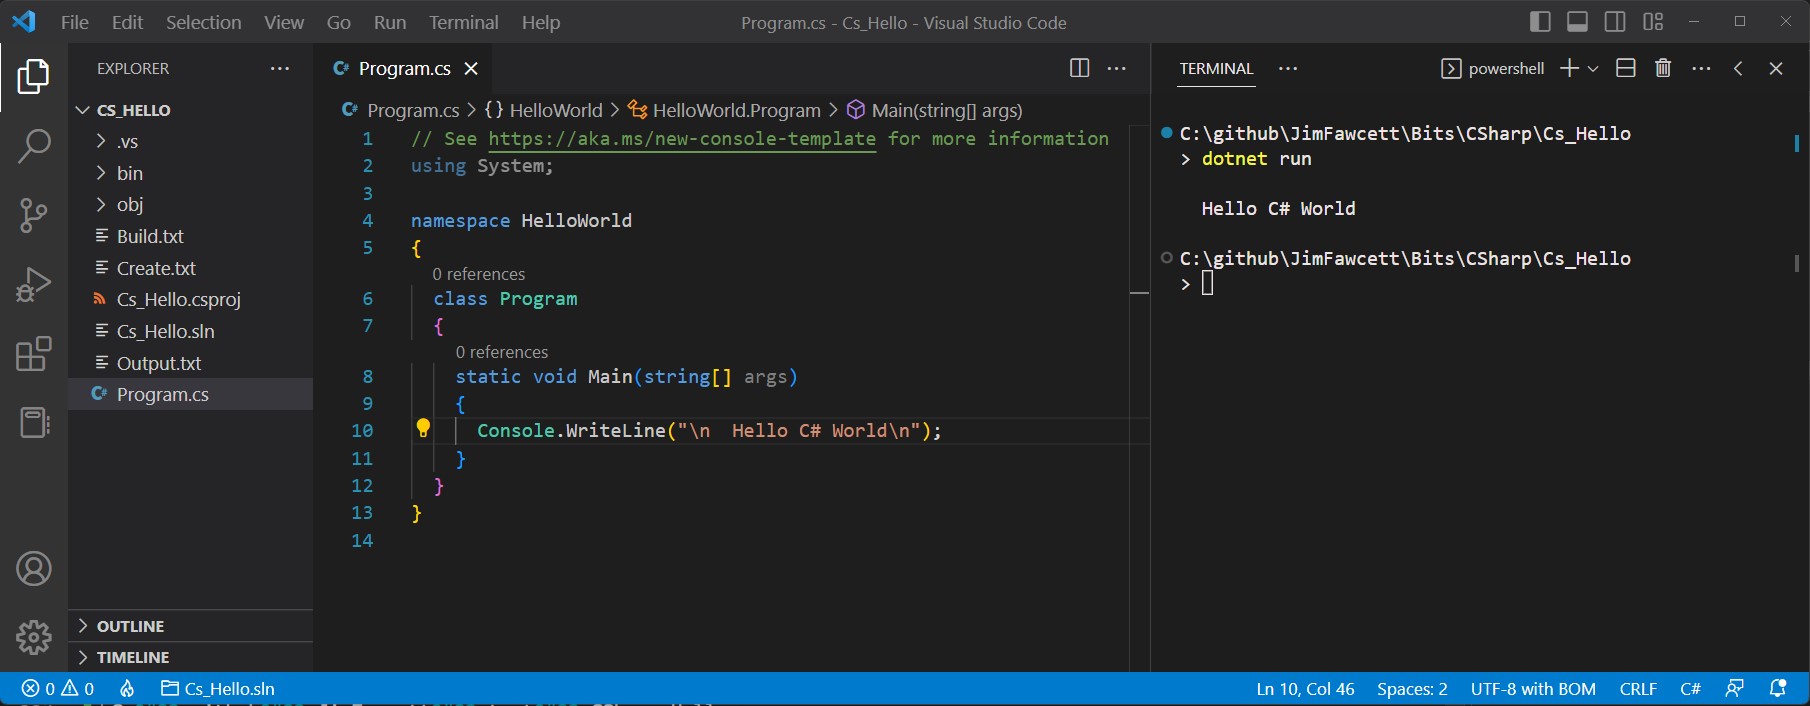 File Edit Selection View Go Run Terminal Help
Program.cs - Cs_Hello - Visual Studio Code
EXPLORER
CS_HELLO
.vs
bin
obj
Build.txt
Create.txt
Cs_Hello.csproj
Cs_Hello.sln
Output.txt
C# Program.cs
OUTLINE
TIMELINE
C# Program.cs
C# Program.cs > {} HelloWorld > HelloWorld.Program > Main(string[] args)
1 // See https://aka.ms/new-console-template for more information
2 using System;
3
4 namespace HelloWorld
5 {
0 references
6 class Program
7 {
0 references
8 static void Main(string[] args)
9 {
10 Console.WriteLine("\n  Hello C# World\n");
11 }
12 }
13 }
14
TERMINAL
powershell
C:\github\JimFawcett\Bits\CSharp\Cs_Hello
> dotnet run
Hello C# World
C:\github\JimFawcett\Bits\CSharp\Cs_Hello
>
0 0 Cs_Hello.sln
Ln 10, Col 46 Spaces: 2 UTF-8 with BOM CRLF C#